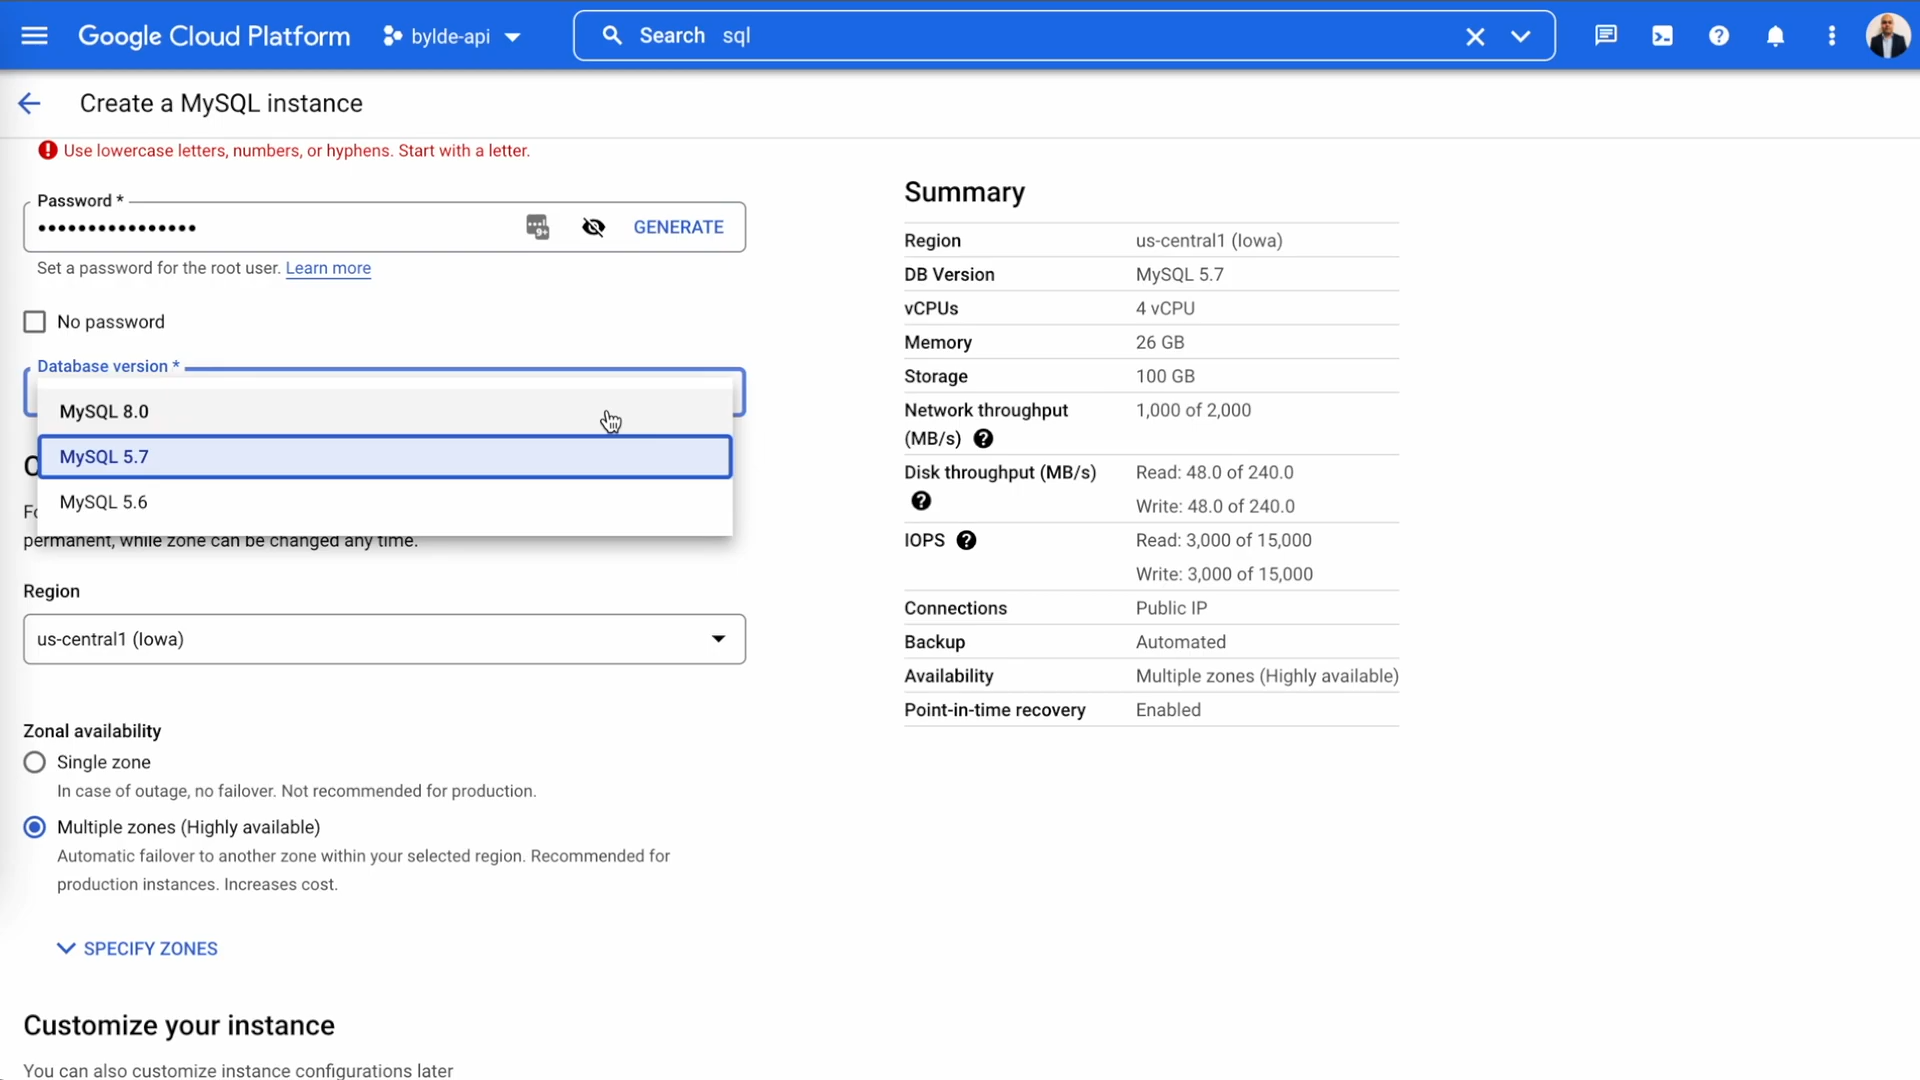 Google Cloud Platform
bylde-api
Search sql
Create a MySQL instance
Use lowercase letters, numbers, or hyphens. Start with a letter.
Password *
••••••••••••••••
9+
GENERATE
Set a password for the root user. Learn more
No password
Database version *
MySQL 8.0
MySQL 5.7
MySQL 5.6
permanent, while zone can be changed any time.
Region
us-central1 (Iowa)
Zonal availability
Single zone
In case of outage, no failover. Not recommended for production.
Multiple zones (Highly available)
Automatic failover to another zone within your selected region. Recommended for
production instances. Increases cost.
SPECIFY ZONES
Customize your instance
You can also customize instance configurations later
Summary
Region us-central1 (Iowa)
DB Version MySQL 5.7
vCPUs 4 vCPU
Memory 26 GB
Storage 100 GB
Network throughput 1,000 of 2,000
(MB/s)
Disk throughput (MB/s) Read: 48.0 of 240.0
Write: 48.0 of 240.0
IOPS Read: 3,000 of 15,000
Write: 3,000 of 15,000
Connections Public IP
Backup Automated
Availability Multiple zones (Highly available)
Point-in-time recovery Enabled